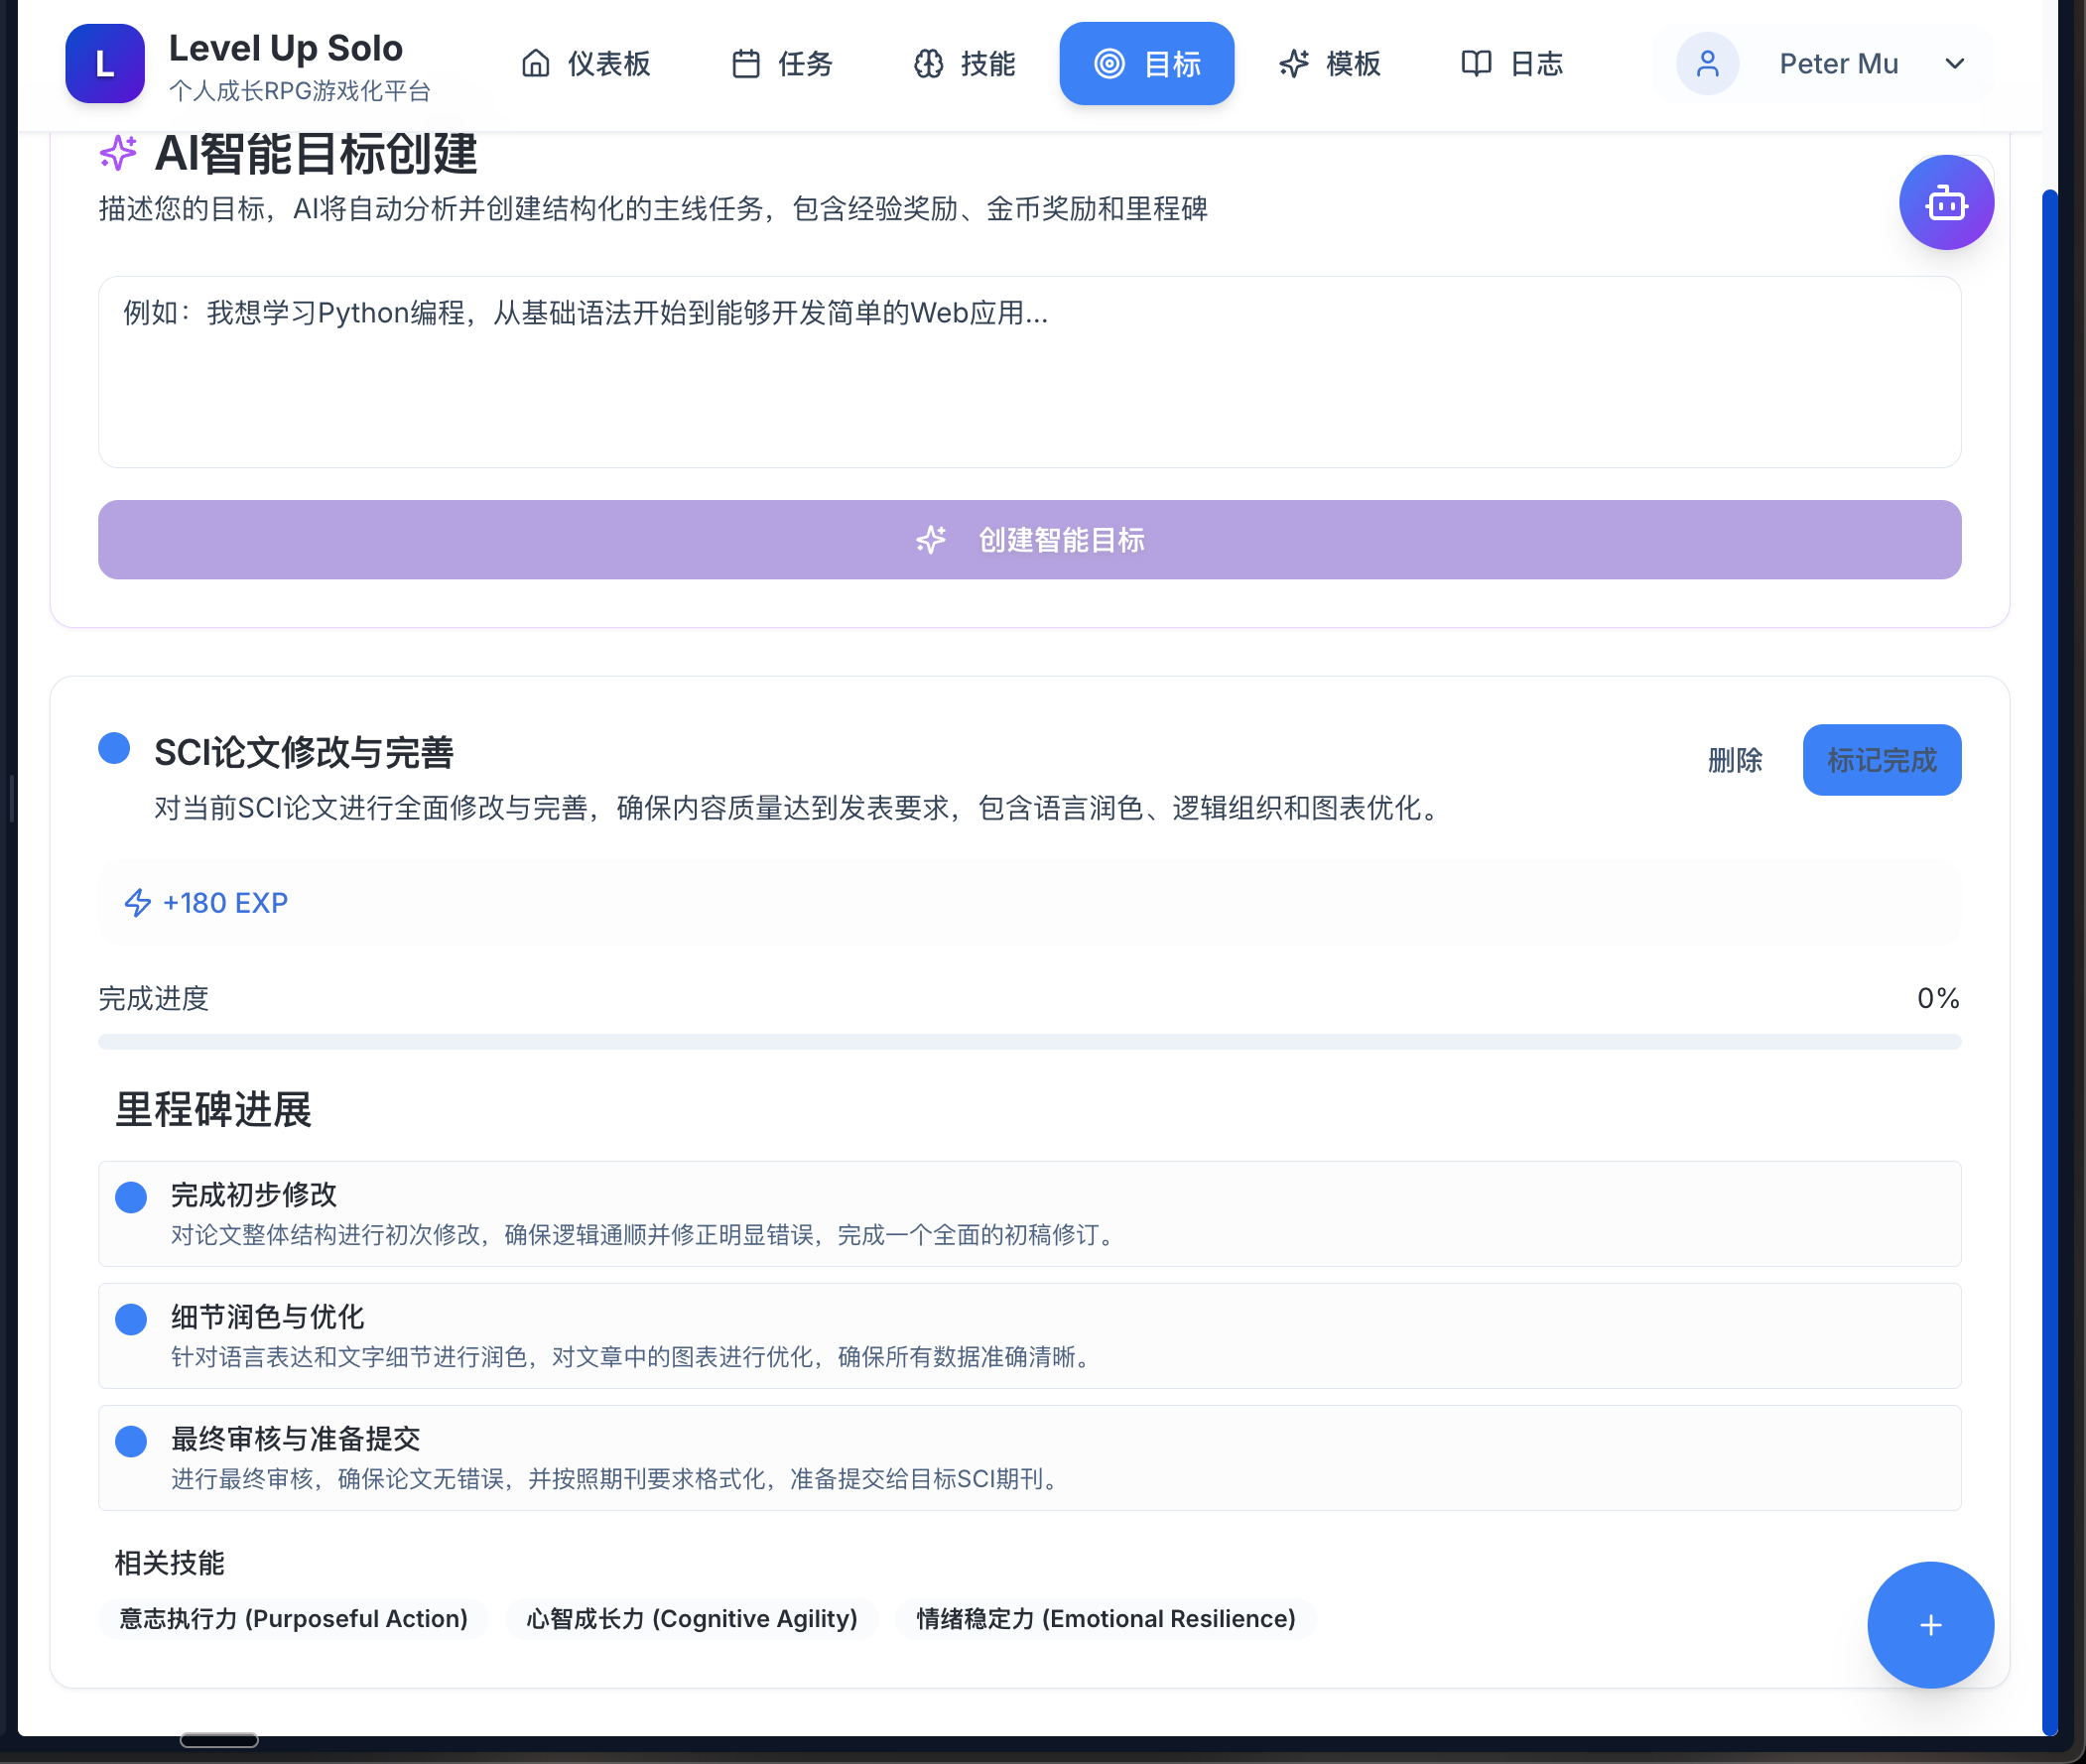 L
Level Up Solo
个人成长RPG游戏化平台
仪表板
任务
技能
目标
模板
日志
Peter Mu
AI智能目标创建
描述您的目标，AI将自动分析并创建结构化的主线任务，包含经验奖励、金币奖励和里程碑
例如：我想学习Python编程，从基础语法开始到能够开发简单的Web应用...
创建智能目标
SCI论文修改与完善
删除
标记完成
对当前SCI论文进行全面修改与完善，确保内容质量达到发表要求，包含语言润色、逻辑组织和图表优化。
+180 EXP
完成进度
0%
里程碑进展
完成初步修改
对论文整体结构进行初次修改，确保逻辑通顺并修正明显错误，完成一个全面的初稿修订。
细节润色与优化
针对语言表达和文字细节进行润色，对文章中的图表进行优化，确保所有数据准确清晰。
最终审核与准备提交
进行最终审核，确保论文无错误，并按照期刊要求格式化，准备提交给目标SCI期刊。
相关技能
意志执行力 (Purposeful Action)
心智成长力 (Cognitive Agility)
情绪稳定力 (Emotional Resilience)
+